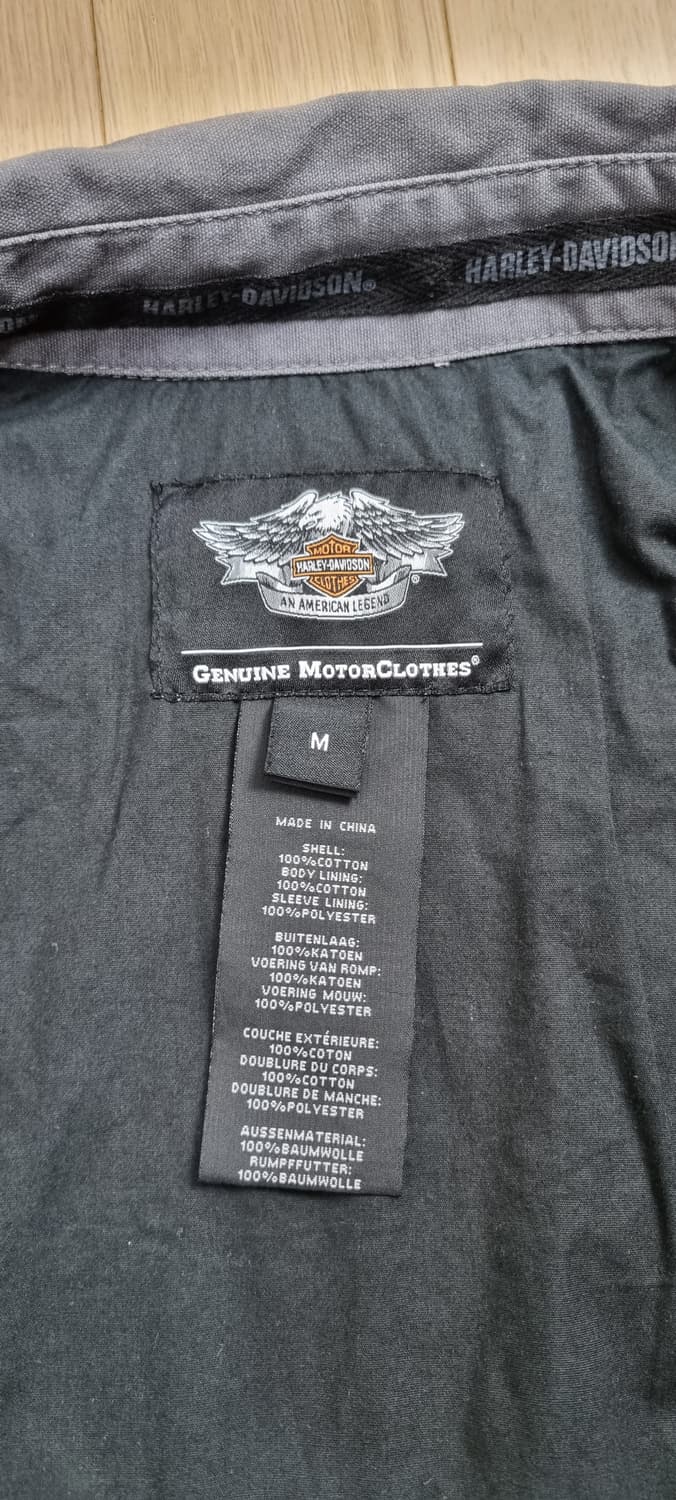 HARLEY-DAVIDSON
HARLEY-DAVIDSON®
MOTOR
HARLEY-DAVIDSON
CLOTHES
®
AN AMERICAN LEGEND
GENUINE MOTORCLOTHES®
M
MADE IN CHINA
SHELL:
100%COTTON
BODY LINING:
100%COTTON
SLEEVE LINING:
100%POLYESTER
BUITENLAAG:
100%KATOEN
VOERING VAN ROMP:
100%KATOEN
VOERING MOUW:
100%POLYESTER
COUCHE EXTÉRIEURE:
100%COTON
DOUBLURE DU CORPS:
100%COTTON
DOUBLURE DE MANCHE:
100%POLYESTER
AUSSENMATERIAL:
100%BAUMWOLLE
RUMPFFUTTER:
100%BAUMWOLLE